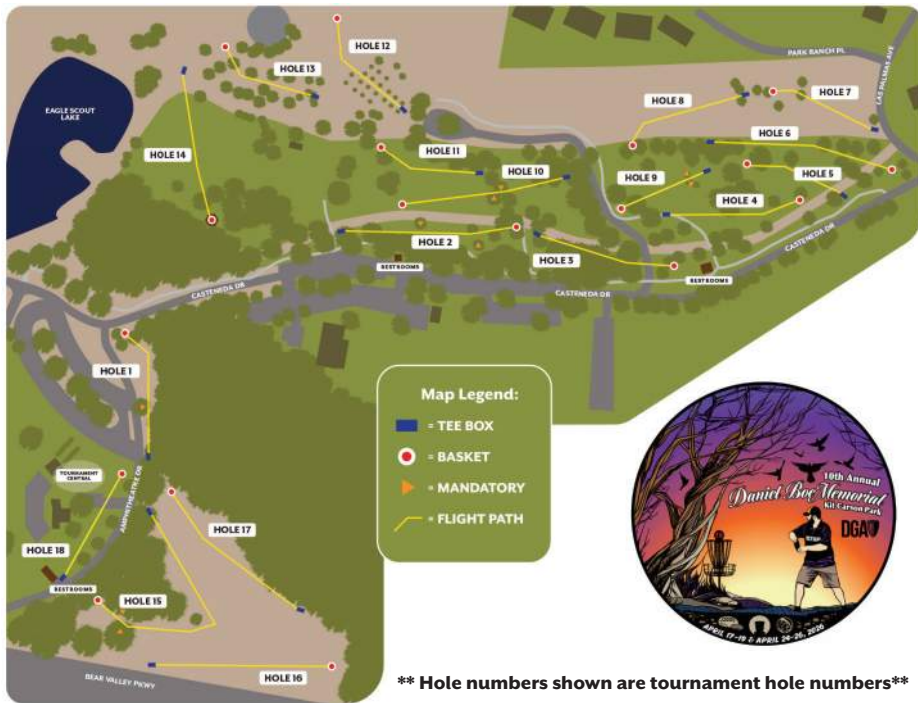 HOLE 12
HOLE 13
PARK RANCH PL
LAS PALMAS AVE
EAGLE SCOUT
LAKE
HOLE 8
HOLE 7
HOLE 6
HOLE 14
HOLE 11
HOLE 10
HOLE 9
HOLE 5
HOLE 4
HOLE 2
HOLE 3
CASTENEDA DR
RESTROOMS
RESTROOMS
CASTENEDA DR
CASTENEDA DR
HOLE 1
Map Legend:
= TEE BOX
= BASKET
= MANDATORY
= FLIGHT PATH
TOURNAMENT
CENTRAL
AMPHITHEATRE DR
HOLE 17
HOLE 18
RESTROOMS
HOLE 15
HOLE 16
BEAR VALLEY PKWY
10th Annual
Daniel Boe Memorial
Kit Carson Park
DGA
APRIL 17-19 & APRIL 24-26, 2026
** Hole numbers shown are tournament hole numbers**